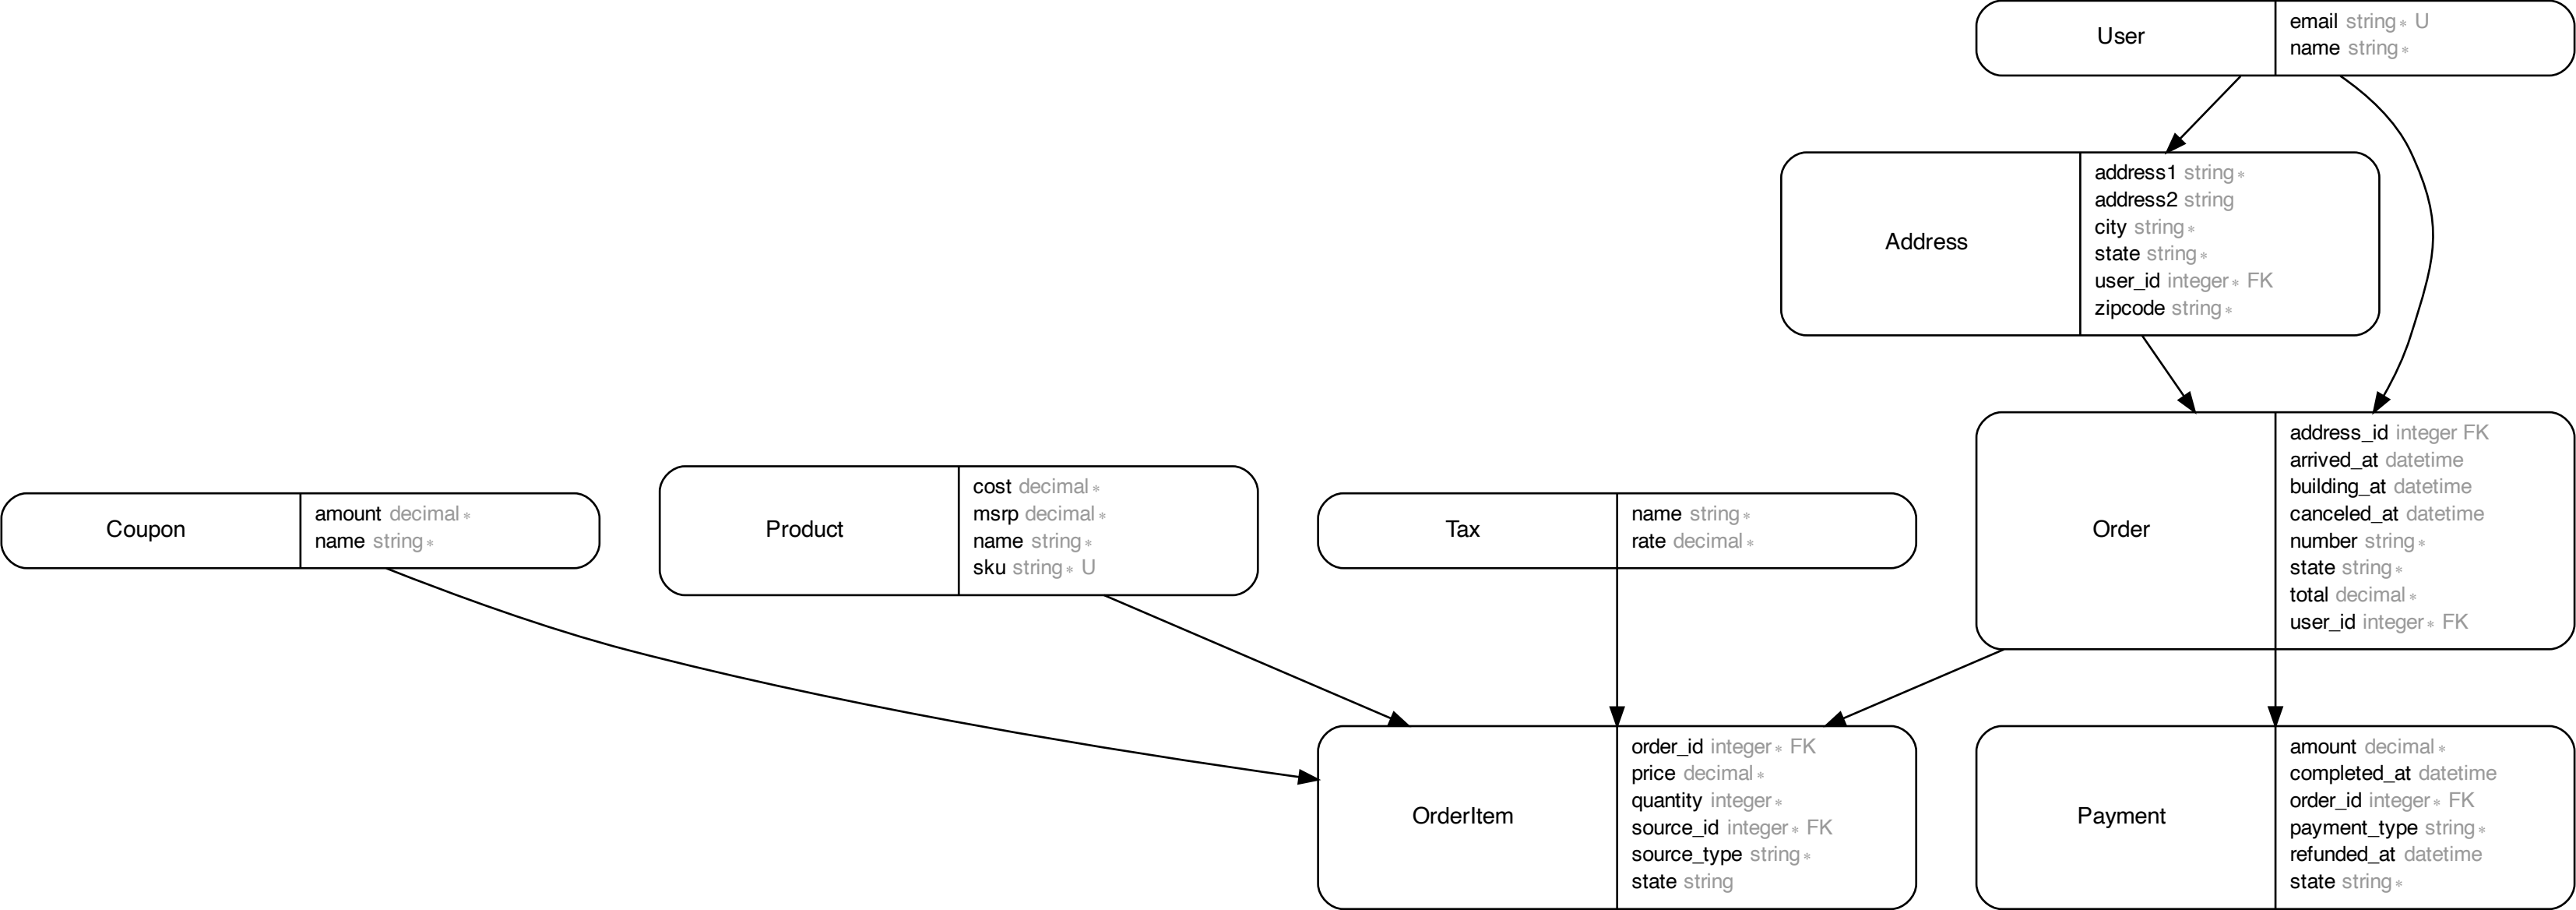 User
email string* U
name string*
Address
address1 string*
address2 string
city string*
state string*
user_id integer* FK
zipcode string*
Coupon
amount decimal*
name string*
Product
cost decimal*
msrp decimal*
name string*
sku string* U
Tax
name string*
rate decimal*
Order
address_id integer FK
arrived_at datetime
building_at datetime
canceled_at datetime
number string*
state string*
total decimal*
user_id integer* FK
OrderItem
order_id integer* FK
price decimal*
quantity integer*
source_id integer* FK
source_type string*
state string
Payment
amount decimal*
completed_at datetime
order_id integer* FK
payment_type string*
refunded_at datetime
state string*